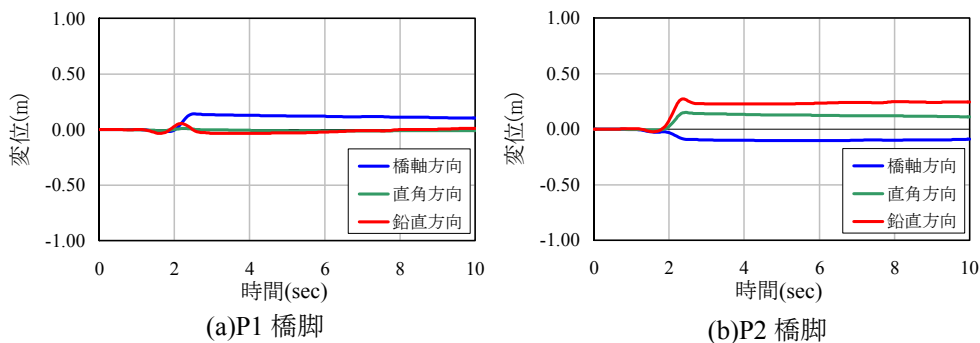 1.00
0.50
0.00
-0.50
-1.00
変位(m)
橋軸方向
直角方向
鉛直方向
0 2 4 6 8 10
時間(sec)
(a)P1 橋脚
1.00
0.50
0.00
-0.50
-1.00
変位(m)
橋軸方向
直角方向
鉛直方向
0 2 4 6 8 10
時間(sec)
(b)P2 橋脚